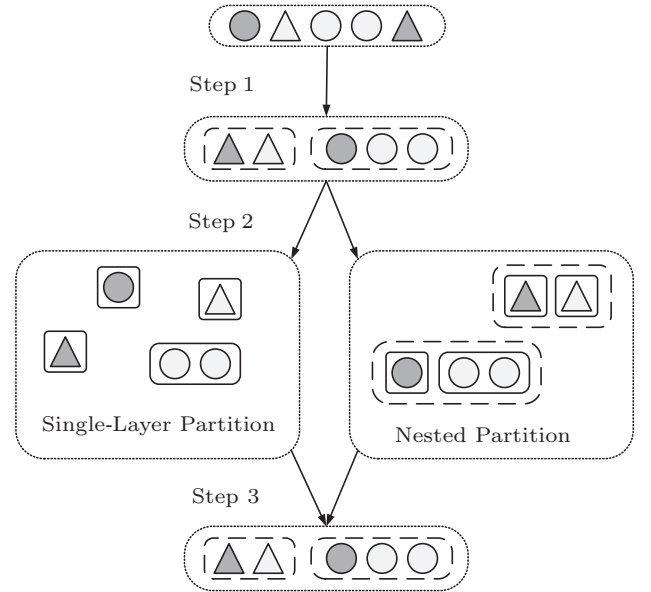 Step 1
Step 2
Single-Layer Partition
Nested Partition
Step 3